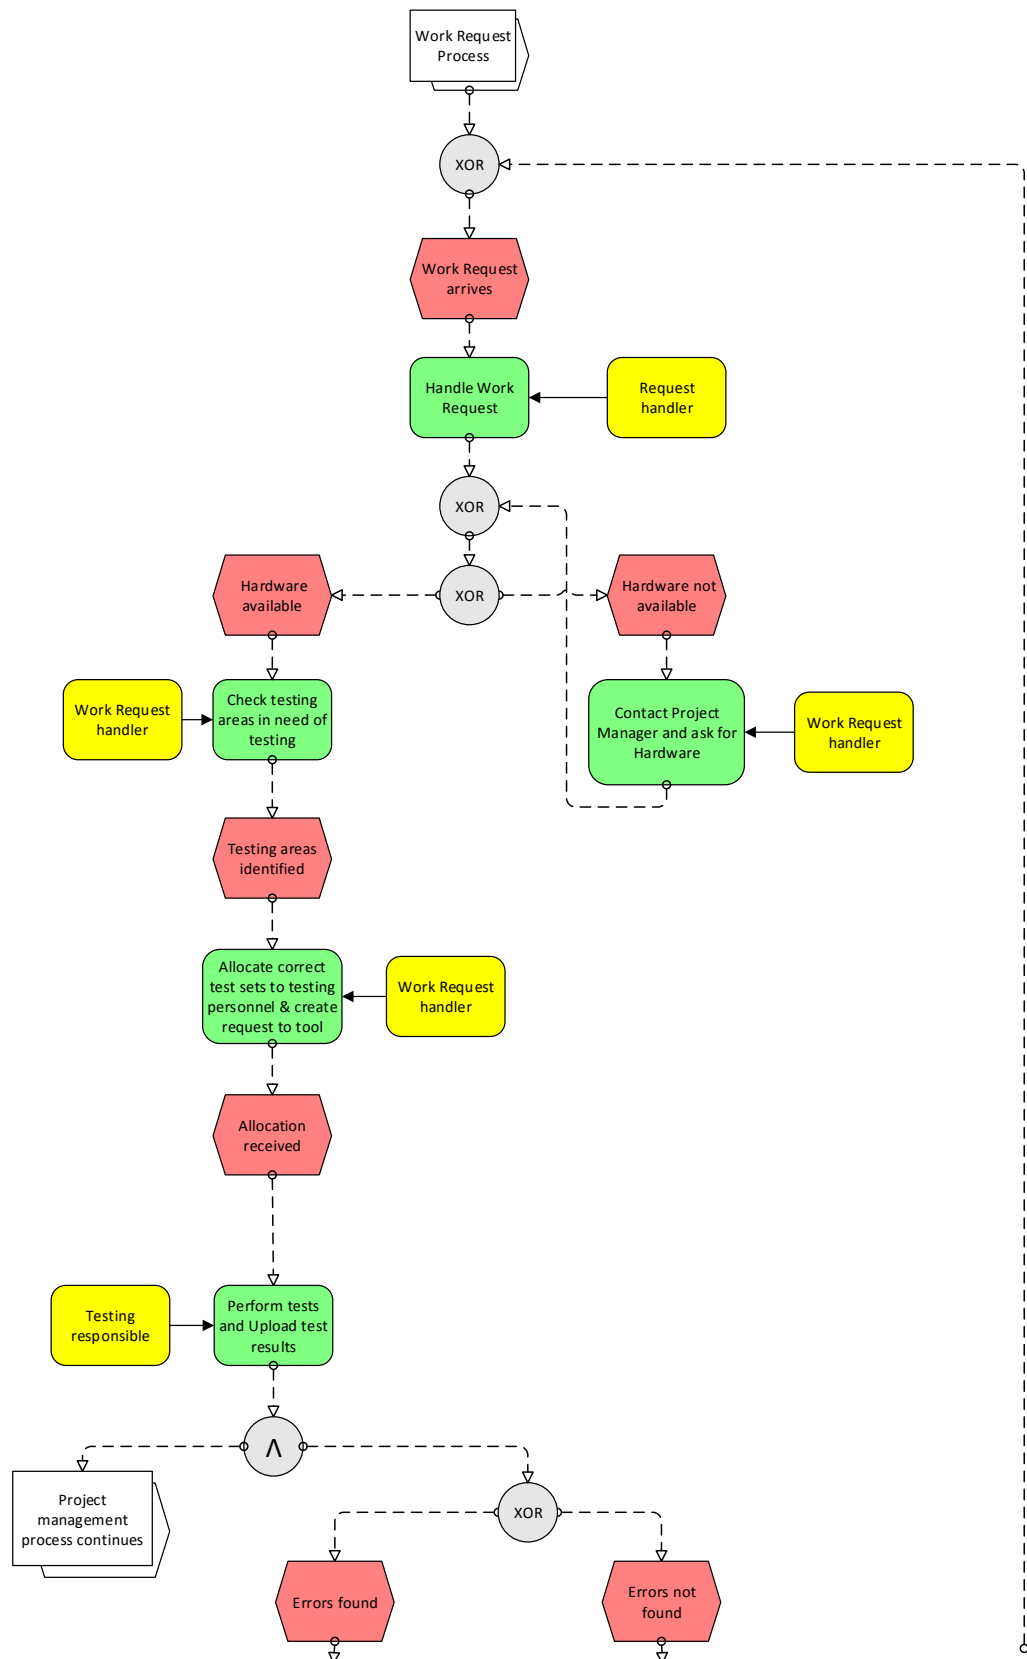 Work Request
Process
XOR
Work Request
arrives
Handle Work
Request
Request
handler
XOR
XOR
Hardware
available
Hardware not
available
Work Request
handler
Check testing
areas in need of
testing
Contact Project
Manager and ask for
Hardware
Work Request
handler
Testing areas
identified
Allocate correct
test sets to testing
personnel & create
request to tool
Work Request
handler
Allocation
received
Testing
responsible
Perform tests
and Upload test
results
Λ
Project
management
process continues
XOR
Errors found
Errors not
found